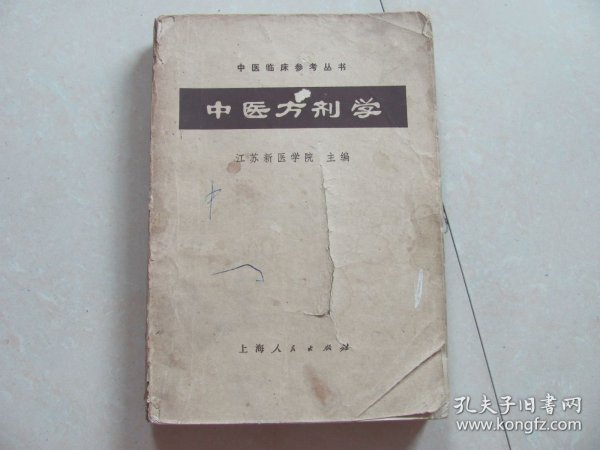 中医临床参考丛书
中医方剂学
江苏新医学院 主编
中
上海人民出版社
孔夫子旧书网
www.kongfz.com